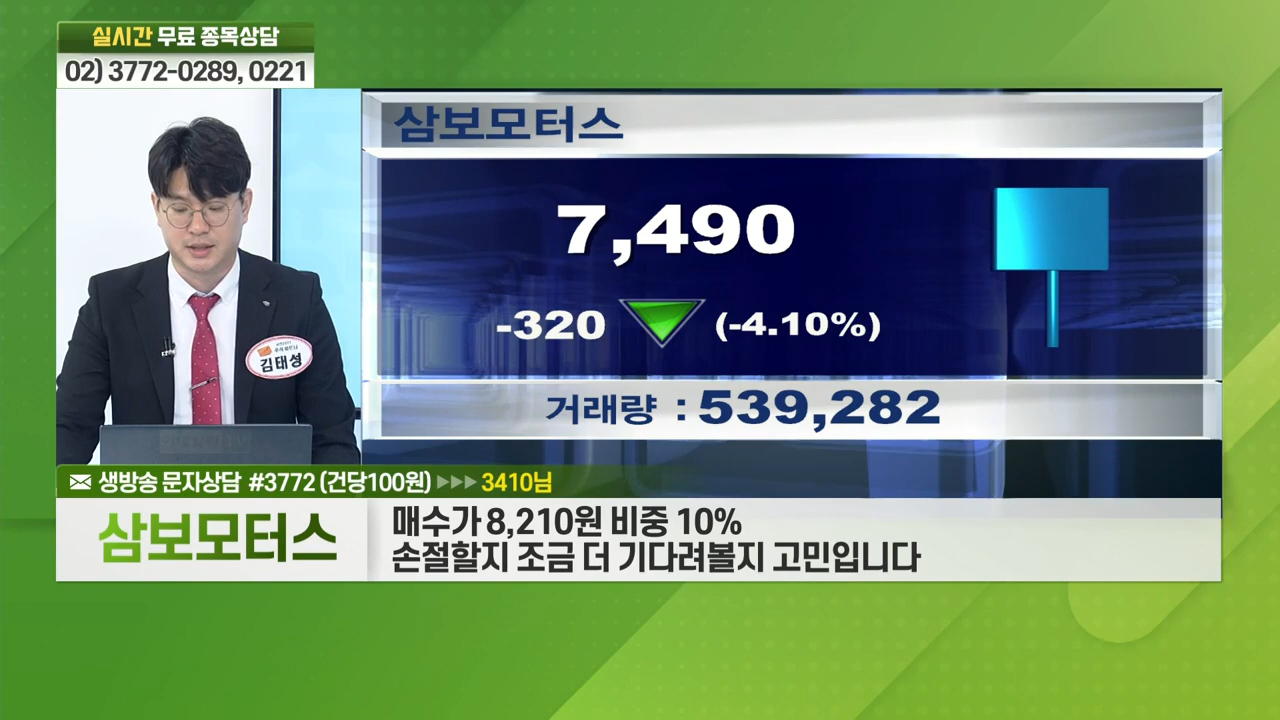 실시간 무료 종목상담
02) 3772-0289, 0221
삼보모터스
7,490
-320 (-4.10%)
거래량 : 539,282
김태성
생방송 문자상담 #3772 (건당100원) 3410님
삼보모터스
매수가 8,210원 비중 10%
손절할지 조금 더 기다려볼지 고민입니다